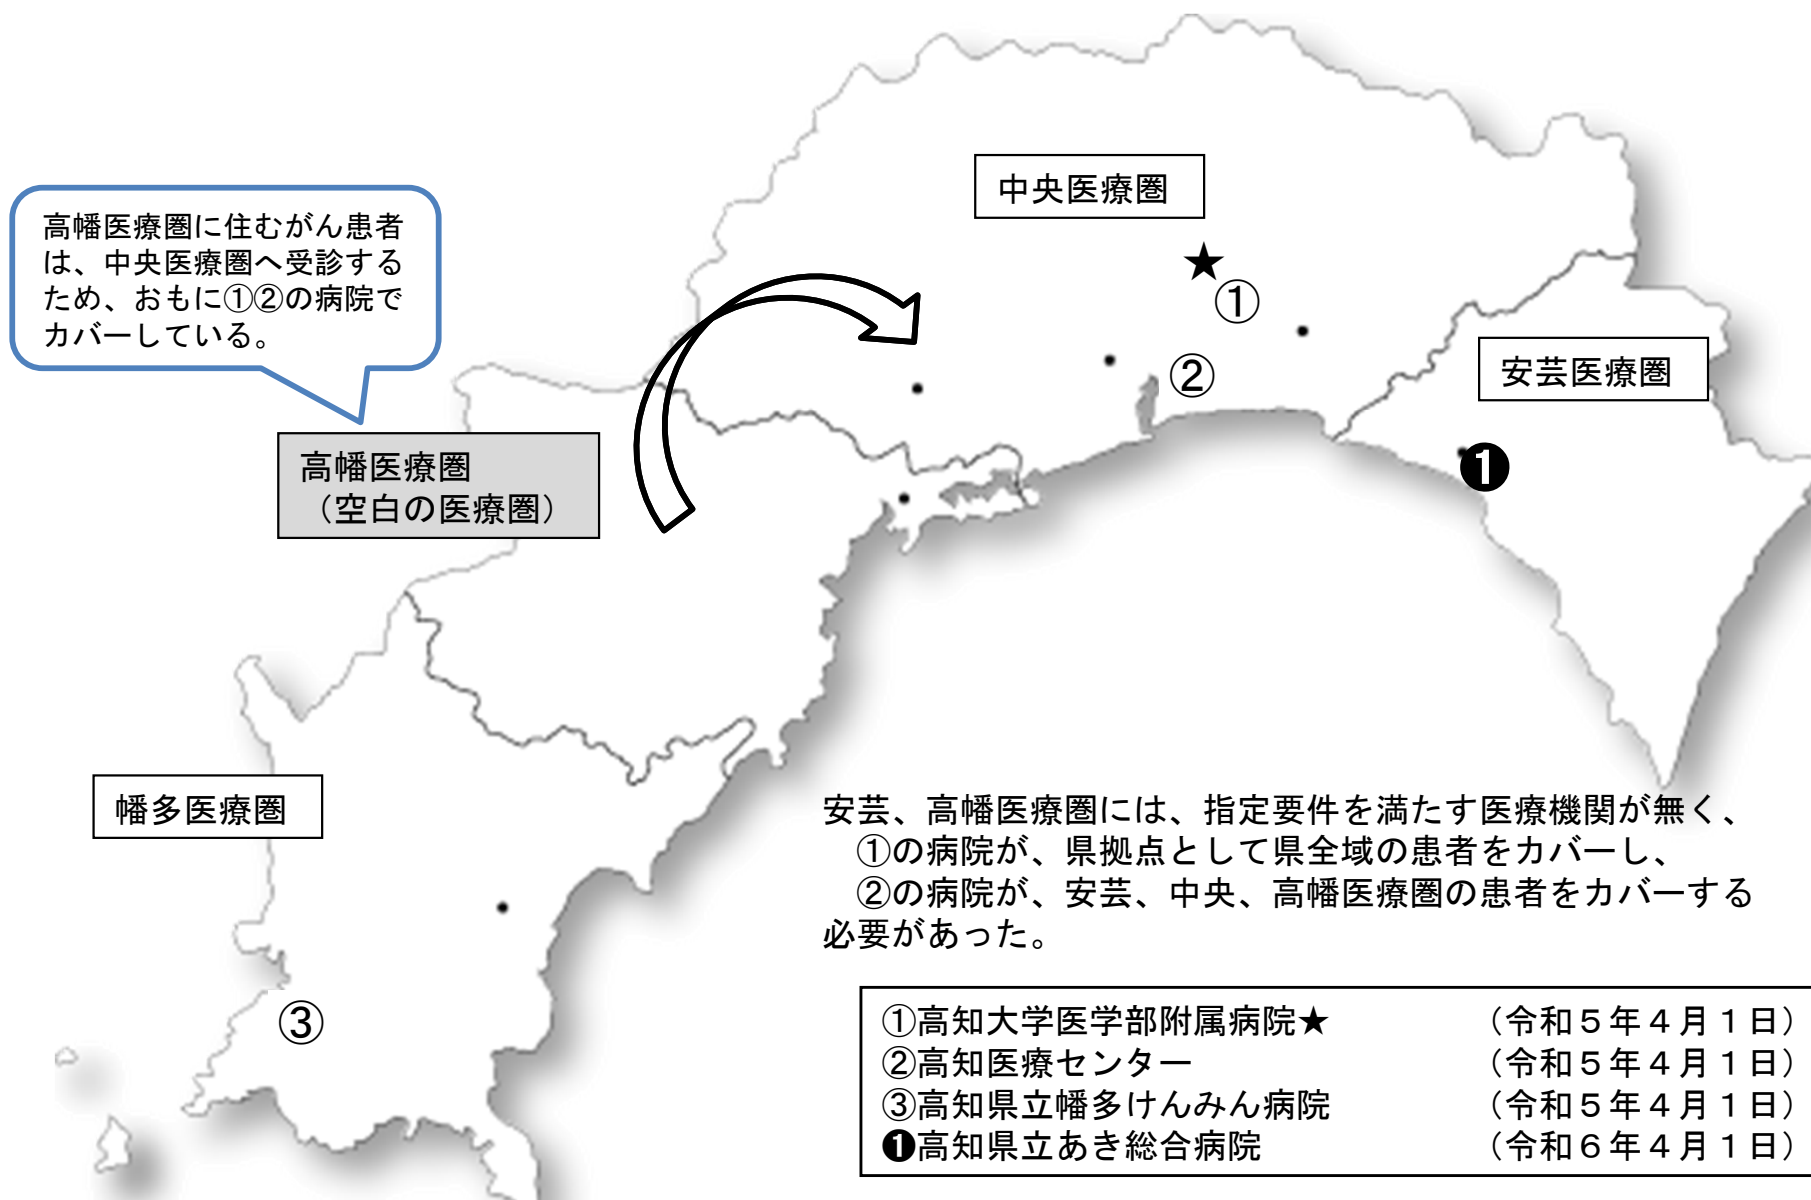 中央医療圏
高幡医療圏に住むがん患者
は、中央医療圏へ受診する
ため、おもに①②の病院で
カバーしている。
★
①
②
安芸医療圏
高幡医療圏
（空白の医療圏）
❶
幡多医療圏
③
安芸、高幡医療圏には、指定要件を満たす医療機関が無く、
①の病院が、県拠点として県全域の患者をカバーし、
②の病院が、安芸、中央、高幡医療圏の患者をカバーする
必要があった。
①高知大学医学部附属病院★ （令和５年４月１日）
②高知医療センター （令和５年４月１日）
③高知県立幡多けんみん病院 （令和５年４月１日）
❶高知県立あき総合病院 （令和６年４月１日）